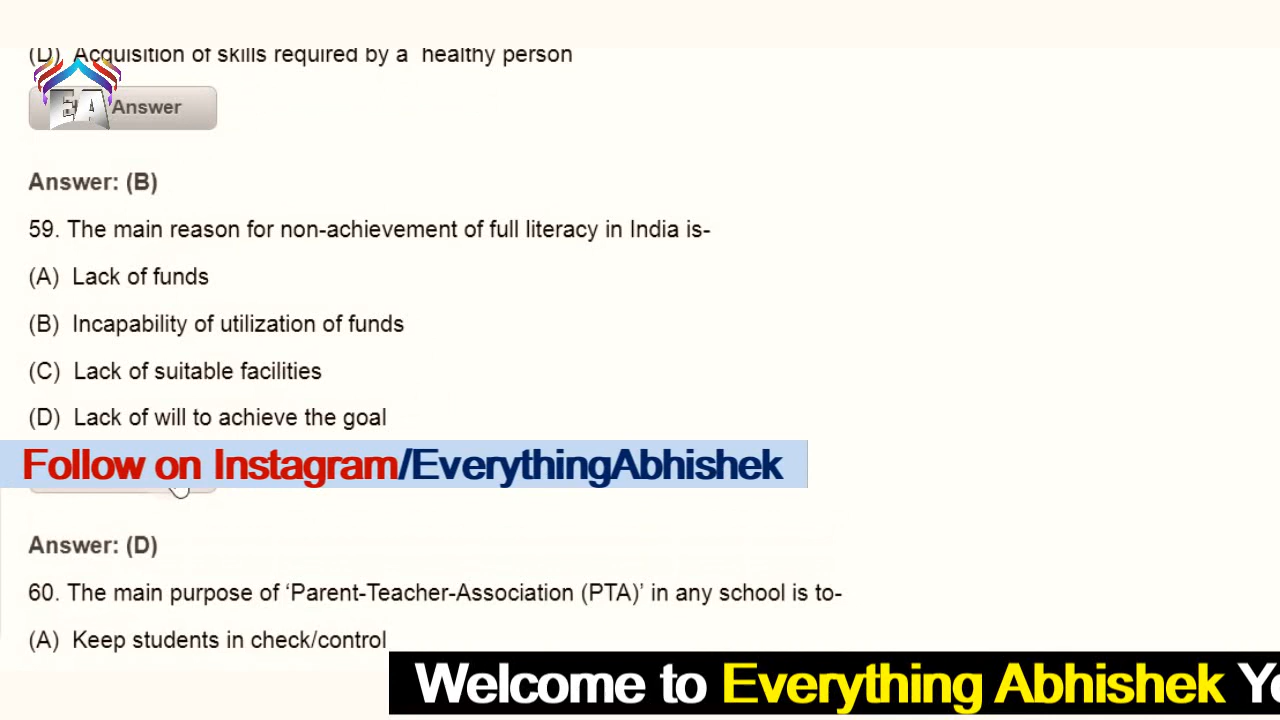 (D) Acquisition of skills required by a healthy person
EA Answer
Answer: (B)
59. The main reason for non-achievement of full literacy in India is-
(A) Lack of funds
(B) Incapability of utilization of funds
(C) Lack of suitable facilities
(D) Lack of will to achieve the goal
Follow on Instagram/EverythingAbhishek
Answer: (D)
60. The main purpose of ‘Parent-Teacher-Association (PTA)’ in any school is to-
(A) Keep students in check/control
Welcome to Everything Abhishek